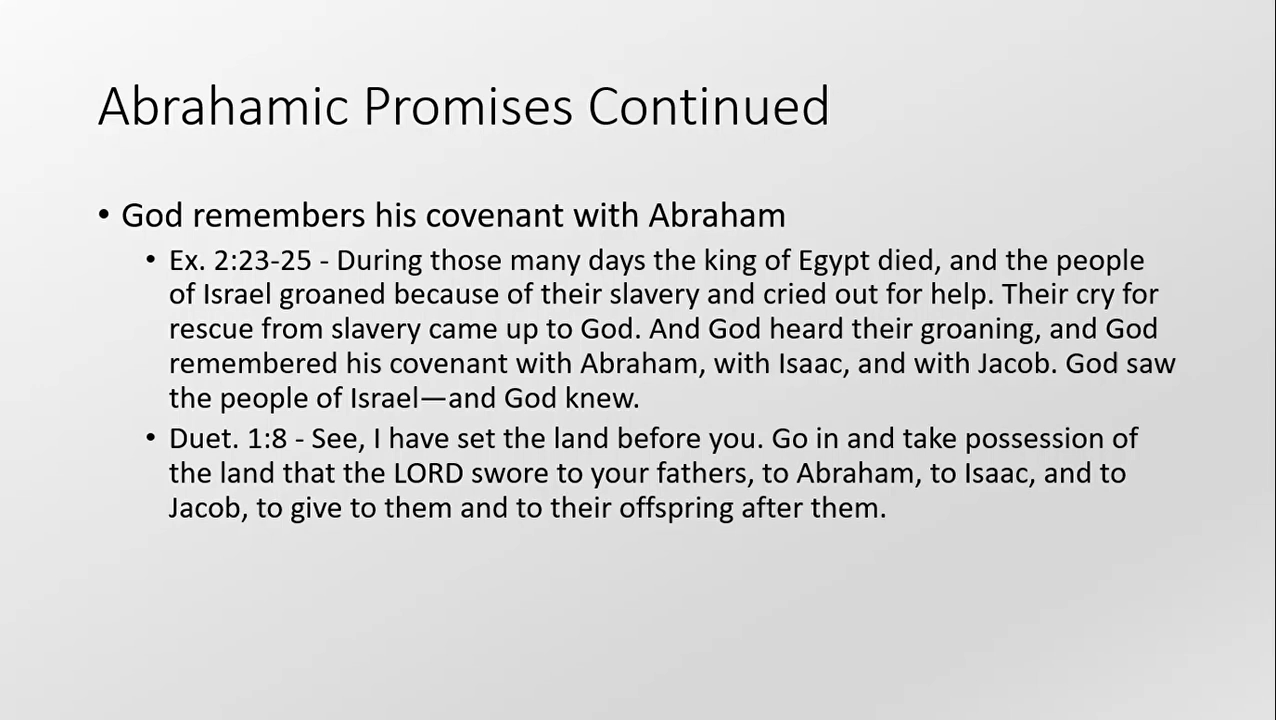 Abrahamic Promises Continued
• God remembers his covenant with Abraham
• Ex. 2:23-25 - During those many days the king of Egypt died, and the people
of Israel groaned because of their slavery and cried out for help. Their cry for
rescue from slavery came up to God. And God heard their groaning, and God
remembered his covenant with Abraham, with Isaac, and with Jacob. God saw
the people of Israel—and God knew.
• Duet. 1:8 - See, I have set the land before you. Go in and take possession of
the land that the LORD swore to your fathers, to Abraham, to Isaac, and to
Jacob, to give to them and to their offspring after them.